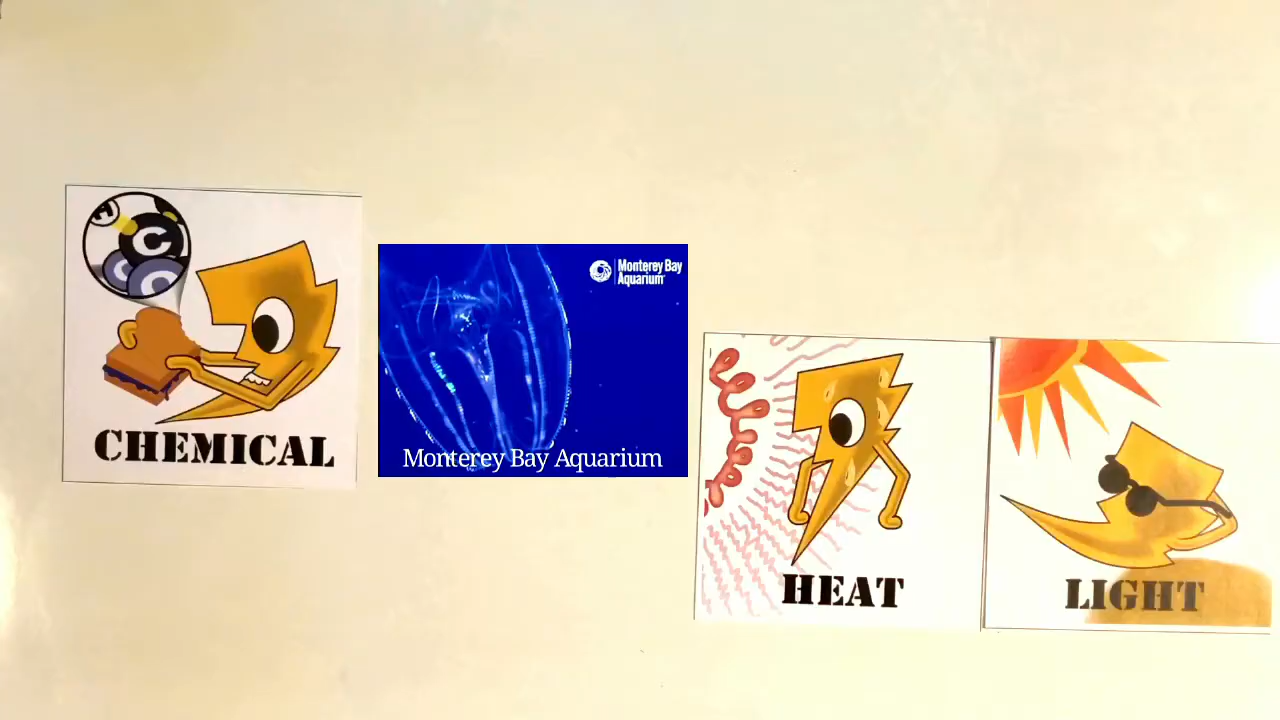 H
C
C
C
CHEMICAL
Monterey Bay
Aquarium
Monterey Bay Aquarium
HEAT
LIGHT